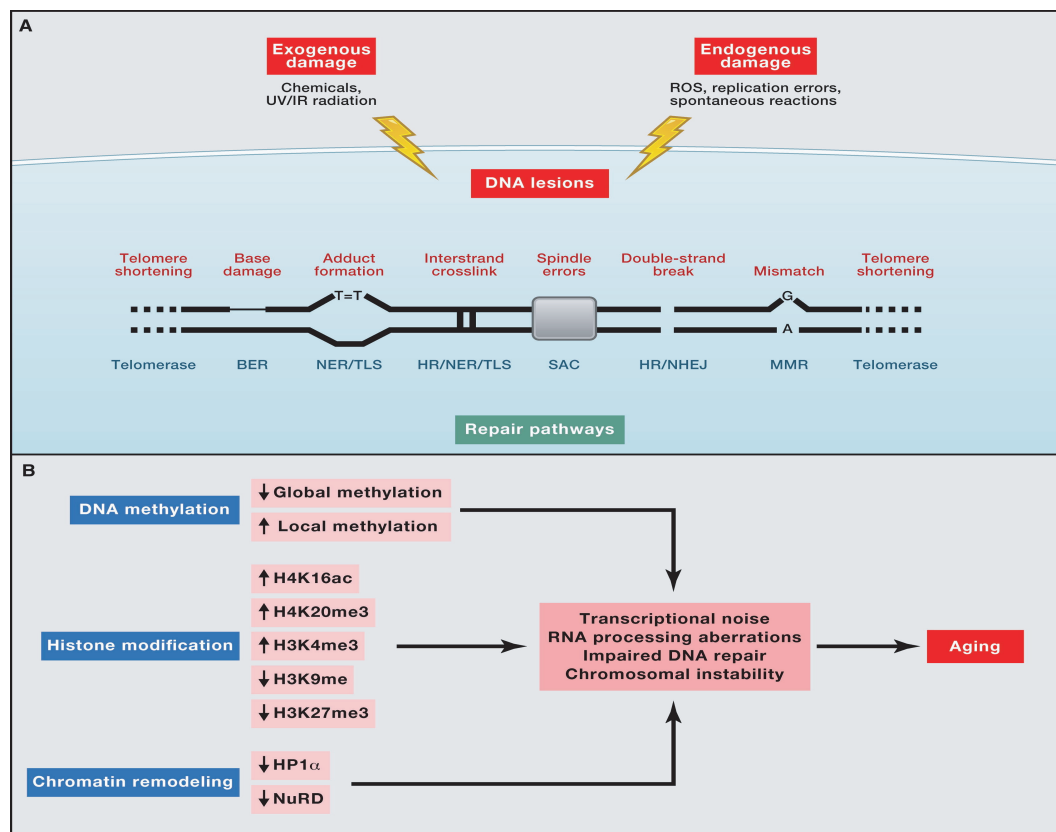 A
Exogenous
damage
Chemicals,
UV/IR radiation
Endogenous
damage
ROS, replication errors,
spontaneous reactions
DNA lesions
Telomere
shortening
Base
damage
Adduct
formation
Interstrand
crosslink
Spindle
errors
Double-strand
break
Mismatch
Telomere
shortening
T=T
G
A
Telomerase
BER
NER/TLS
HR/NER/TLS
SAC
HR/NHEJ
MMR
Telomerase
Repair pathways
B
DNA methylation
↓ Global methylation
↑ Local methylation
Histone modification
↑ H4K16ac
↑ H4K20me3
↑ H3K4me3
↓ H3K9me
↓ H3K27me3
Chromatin remodeling
↓ HP1α
↓ NuRD
Transcriptional noise
RNA processing aberrations
Impaired DNA repair
Chromosomal instability
Aging